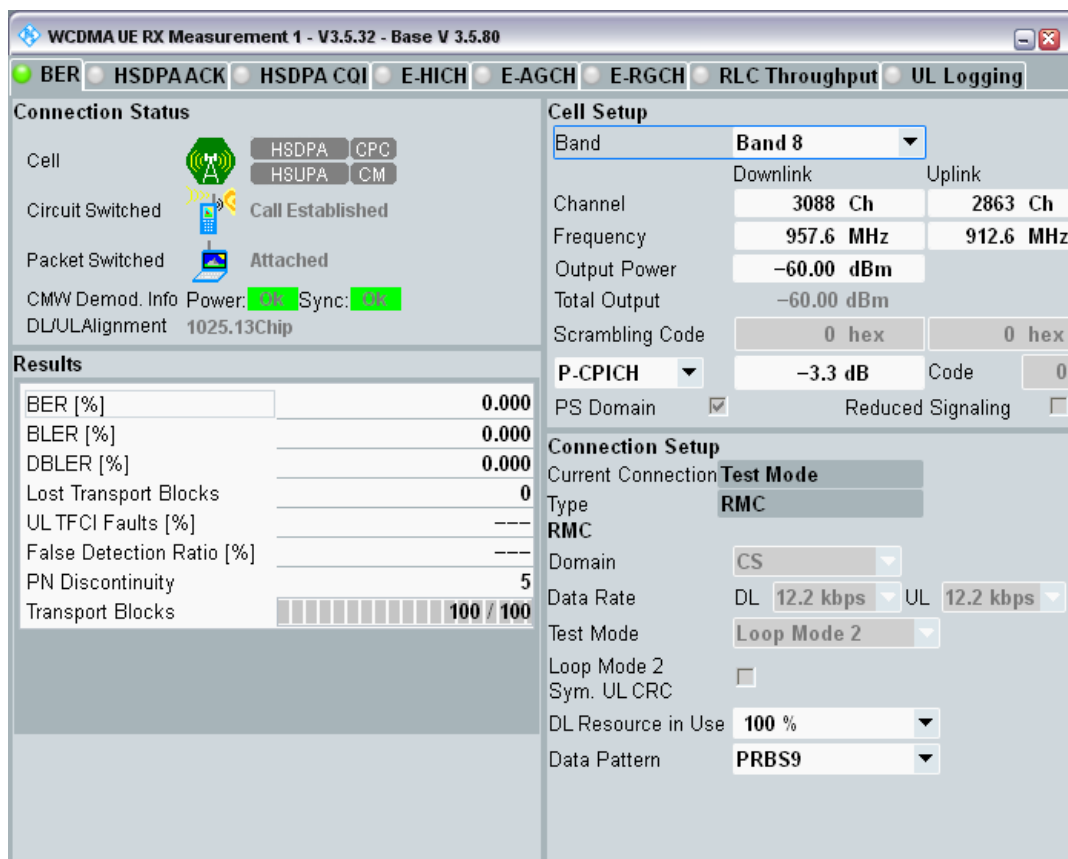 WCDMA UE RX Measurement 1 - V3.5.32 - Base V 3.5.80
BER HSDPA ACK HSDPA CQI E-HICH E-AGCH E-RGCH RLC Throughput UL Logging
Connection Status
Cell HSDPA CPC
HSUPA CM
Circuit Switched Call Established
Packet Switched Attached
CMW Demod. Info Power: Ok Sync: Ok
DL/UL Alignment 1025.13Chip
Results
BER [%] 0.000
BLER [%] 0.000
DBLER [%] 0.000
Lost Transport Blocks 0
UL TFCI Faults [%] ---
False Detection Ratio [%] ---
PN Discontinuity 5
Transport Blocks 100 / 100
Cell Setup
Band Band 8
Downlink Uplink
Channel 3088 Ch 2863 Ch
Frequency 957.6 MHz 912.6 MHz
Output Power -60.00 dBm
Total Output -60.00 dBm
Scrambling Code 0 hex 0 hex
P-CPICH -3.3 dB Code 0
PS Domain Reduced Signaling
Connection Setup
Current Connection Test Mode
Type RMC
RMC
Domain CS
Data Rate DL 12.2 kbps UL 12.2 kbps
Test Mode Loop Mode 2
Loop Mode 2
Sym. UL CRC
DL Resource in Use 100 %
Data Pattern PRBS9